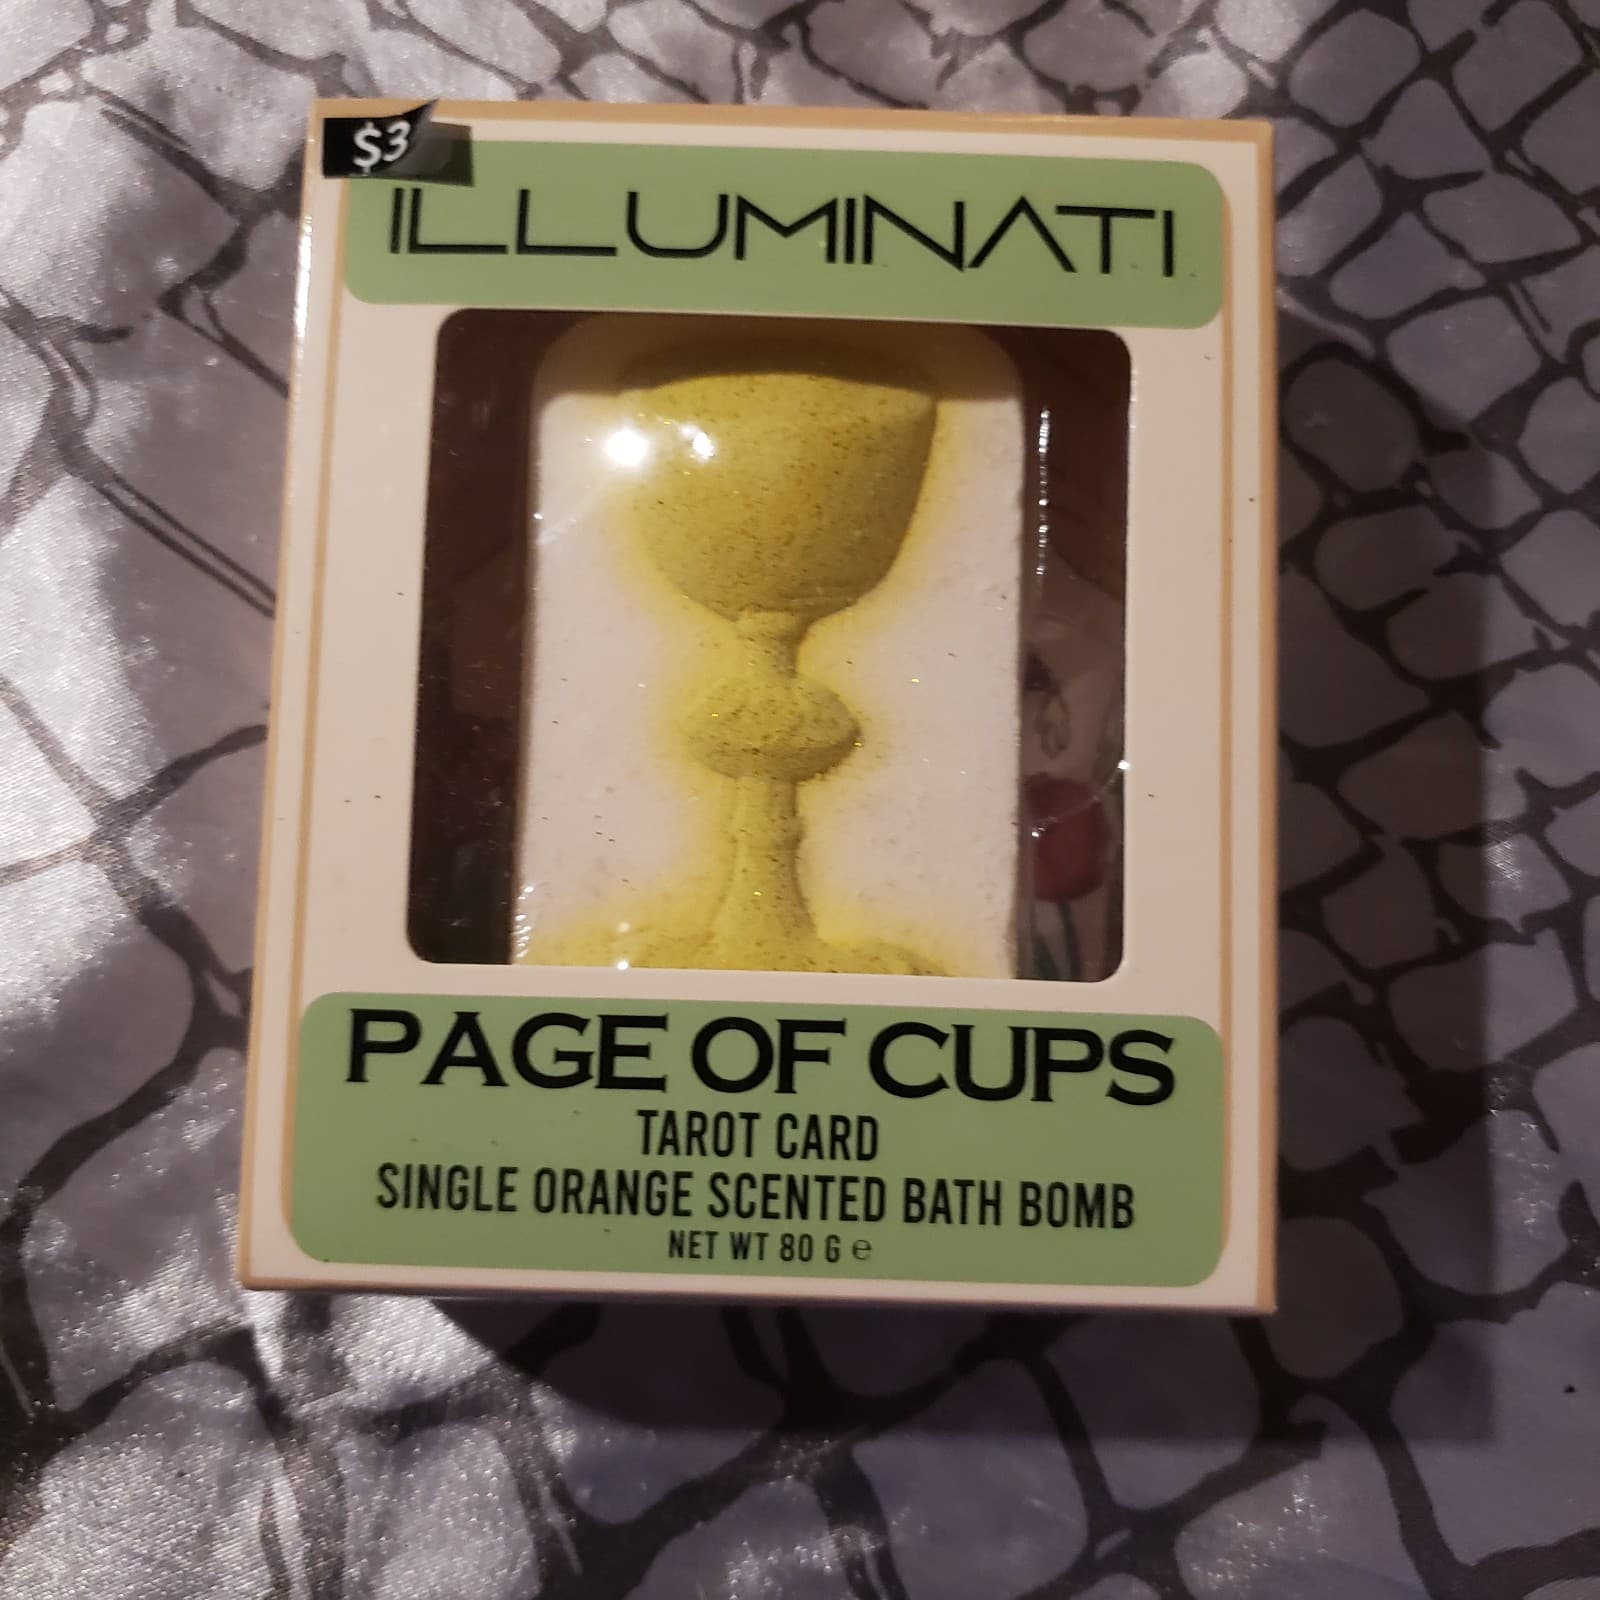 $3
ILLUMINATI
PAGE OF CUPS
TAROT CARD
SINGLE ORANGE SCENTED BATH BOMB
NET WT 80 G ℮